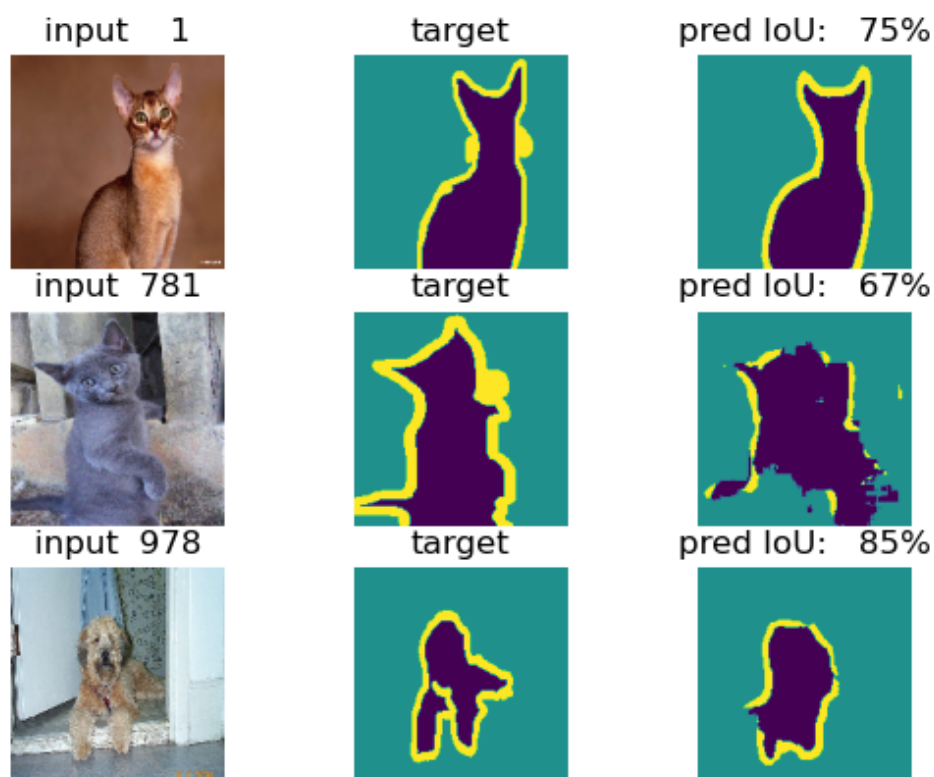 input 1 target pred IoU: 75%
input 781 target pred IoU: 67%
input 978 target pred IoU: 85%